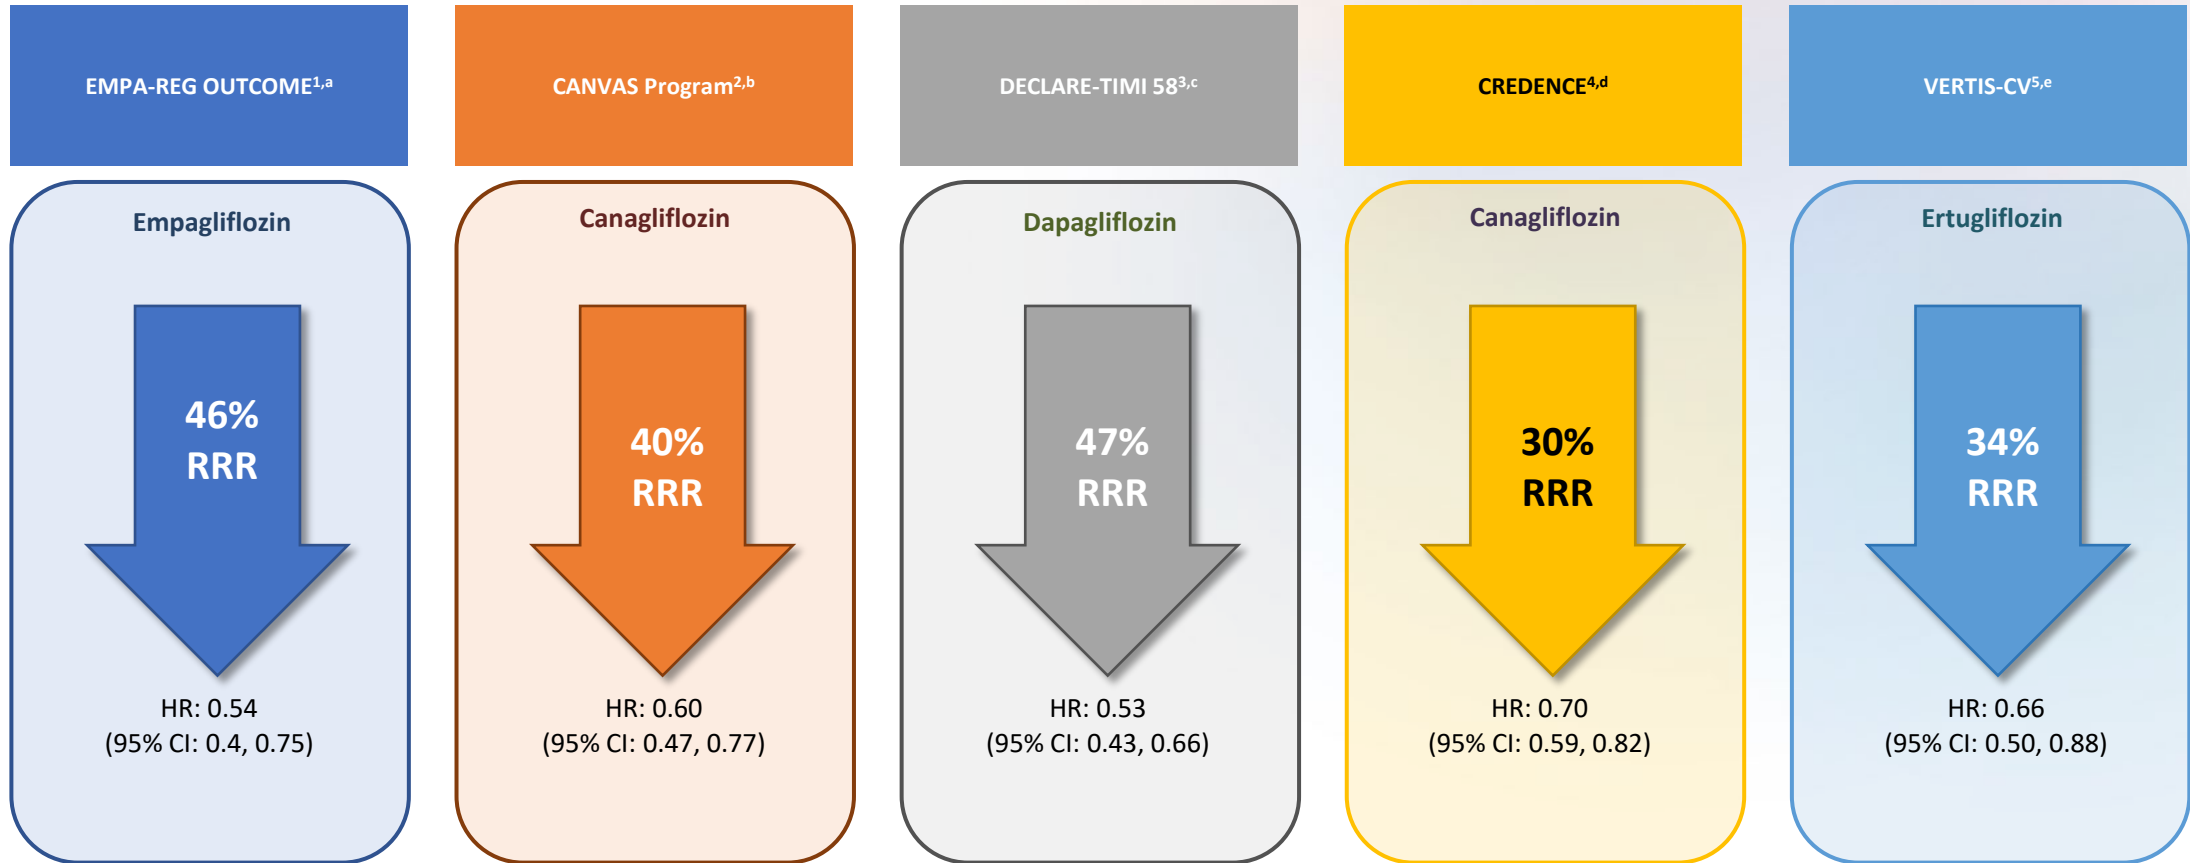 EMPA-REG OUTCOME1,a
CANVAS Program2,b
DECLARE-TIMI 583,c
CREDENCE4,d
VERTIS-CV5,e
Empagliflozin
46%
RRR
HR: 0.54
(95% CI: 0.4, 0.75)
Canagliflozin
40%
RRR
HR: 0.60
(95% CI: 0.47, 0.77)
Dapagliflozin
47%
RRR
HR: 0.53
(95% CI: 0.43, 0.66)
Canagliflozin
30%
RRR
HR: 0.70
(95% CI: 0.59, 0.82)
Ertugliflozin
34%
RRR
HR: 0.66
(95% CI: 0.50, 0.88)